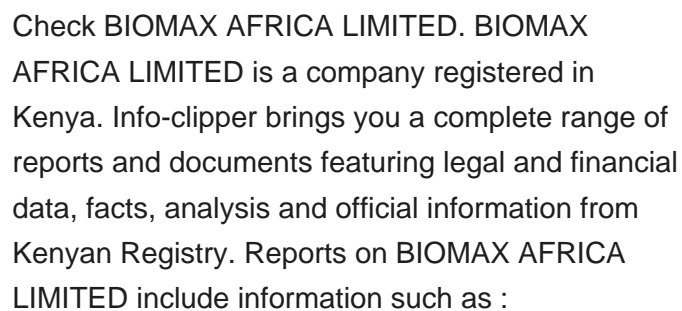 Check BIOMAX AFRICA LIMITED. BIOMAX
AFRICA LIMITED is a company registered in
Kenya. Info-clipper brings you a complete range of
reports and documents featuring legal and financial
data, facts, analysis and official information from
Kenyan Registry. Reports on BIOMAX AFRICA
LIMITED include information such as :